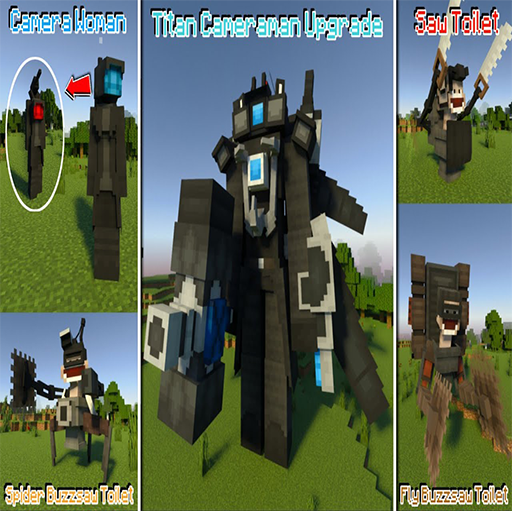 Camera Woman
Titan Cameraman Upgrade
Saw Toilet
Spider Buzzsaw Toilet
Fly Buzzsaw Toilet